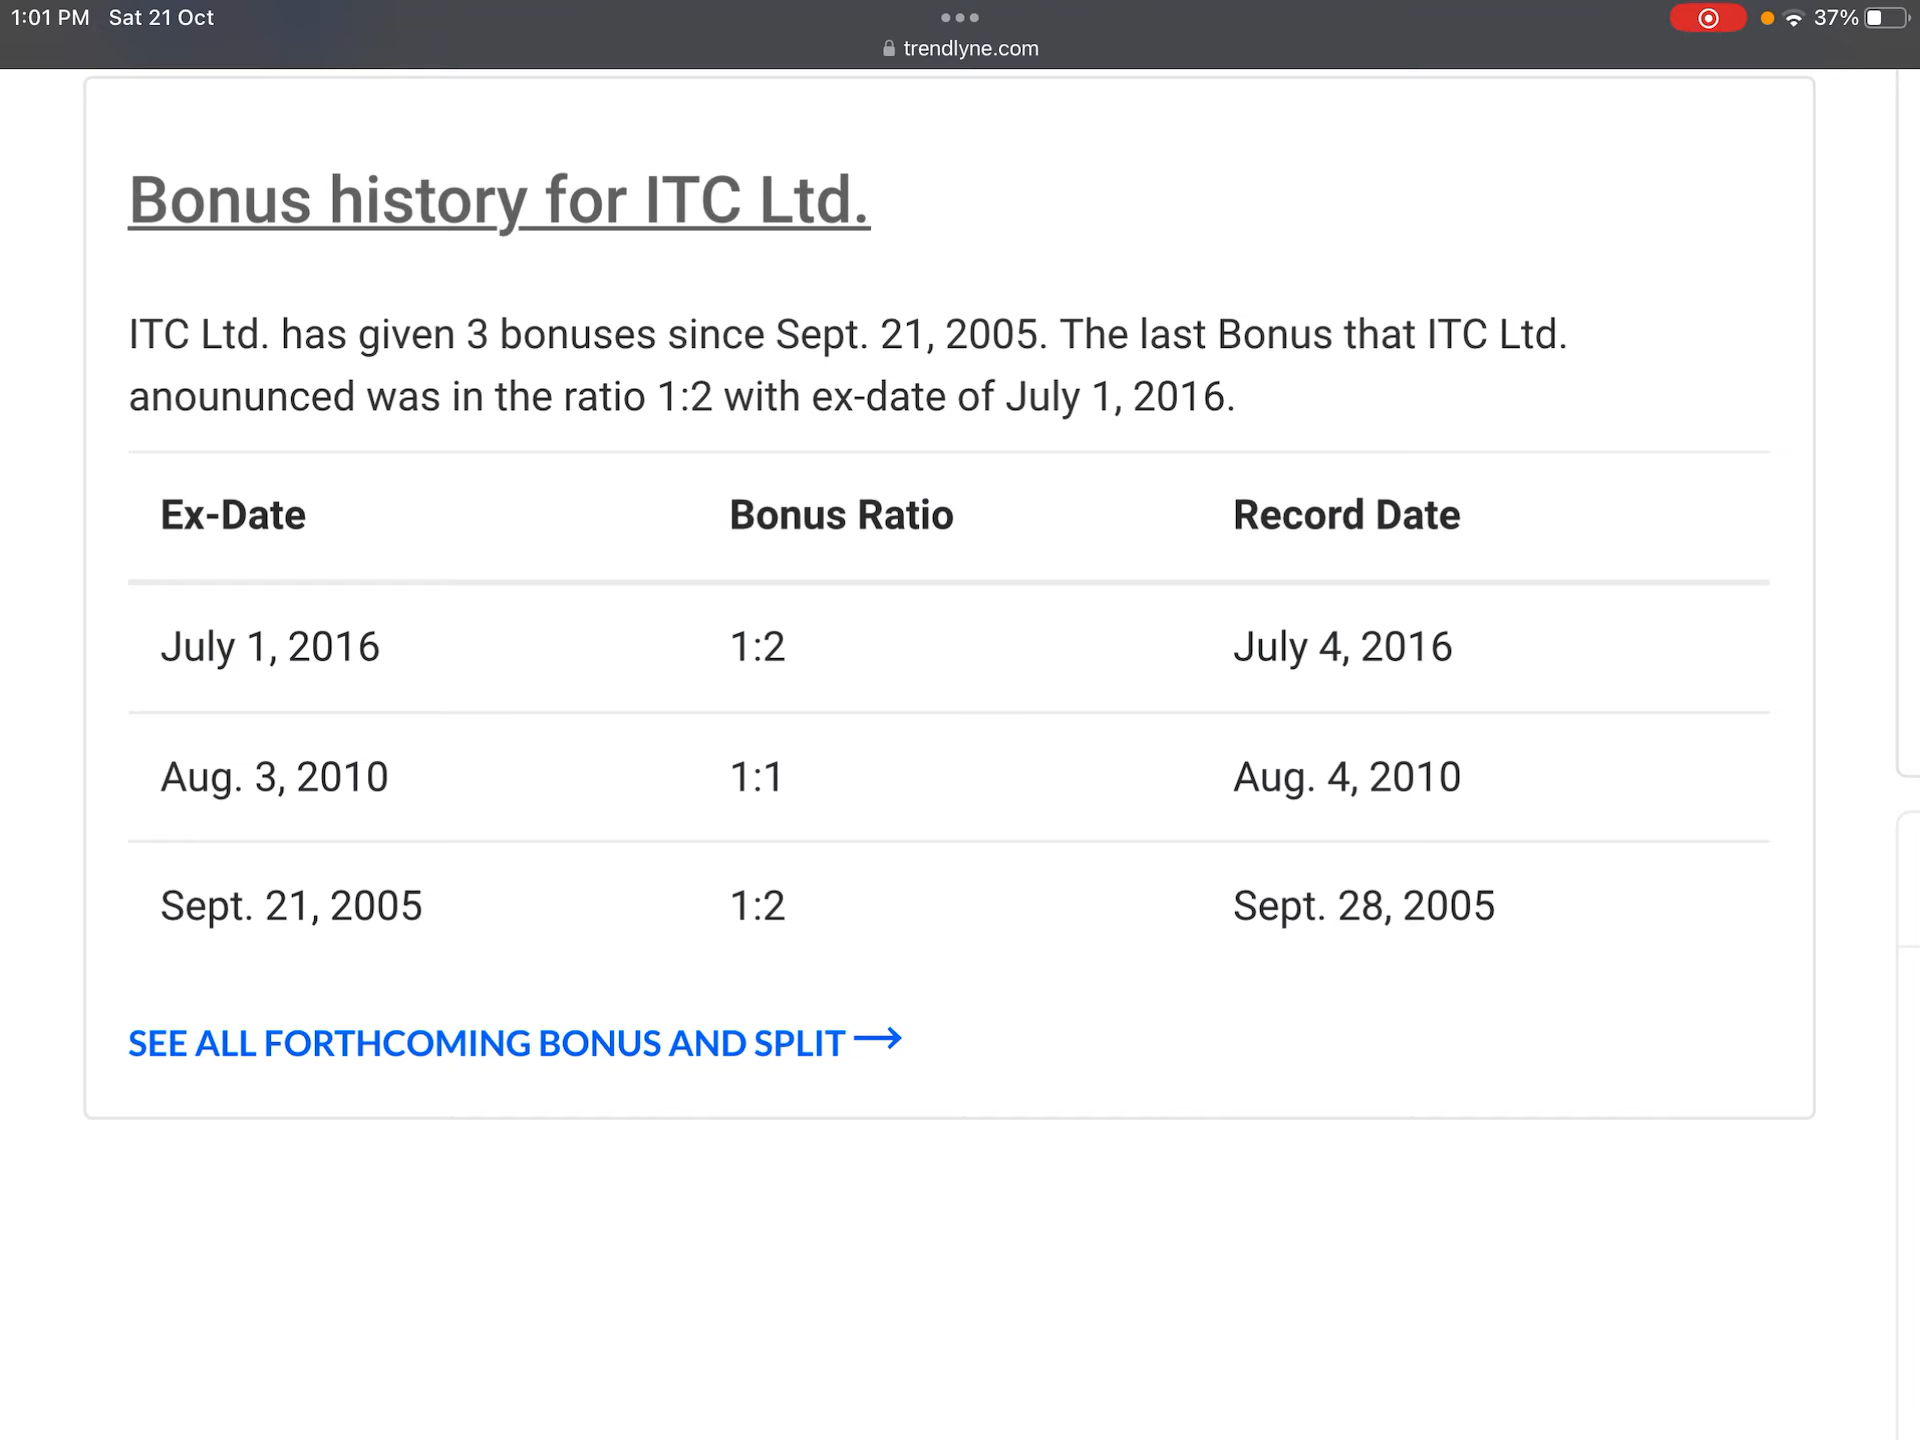 1:01 PM Sat 21 Oct
37%
trendlyne.com
Bonus history for ITC Ltd.
ITC Ltd. has given 3 bonuses since Sept. 21, 2005. The last Bonus that ITC Ltd.
anoununced was in the ratio 1:2 with ex-date of July 1, 2016.
Ex-Date Bonus Ratio Record Date
July 1, 2016 1:2 July 4, 2016
Aug. 3, 2010 1:1 Aug. 4, 2010
Sept. 21, 2005 1:2 Sept. 28, 2005
SEE ALL FORTHCOMING BONUS AND SPLIT